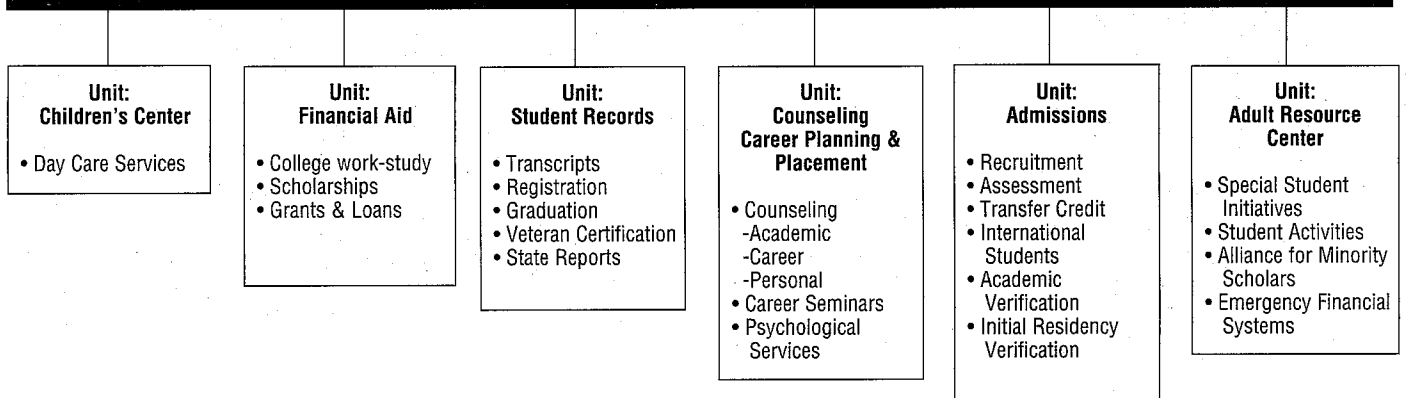 Unit:
Children's Center
• Day Care Services
Unit:
Financial Aid
• College work-study
• Scholarships
• Grants & Loans
Unit:
Student Records
• Transcripts
• Registration
• Graduation
• Veteran Certification
• State Reports
Unit:
Counseling
Career Planning &
Placement
• Counseling
-Academic
-Career
-Personal
• Career Seminars
• Psychological
Services
Unit:
Admissions
• Recruitment
• Assessment
• Transfer Credit
• International
Students
• Academic
Verification
• Initial Residency
Verification
Unit:
Adult Resource
Center
• Special Student
Initiatives
• Student Activities
• Alliance for Minority
Scholars
• Emergency Financial
Systems